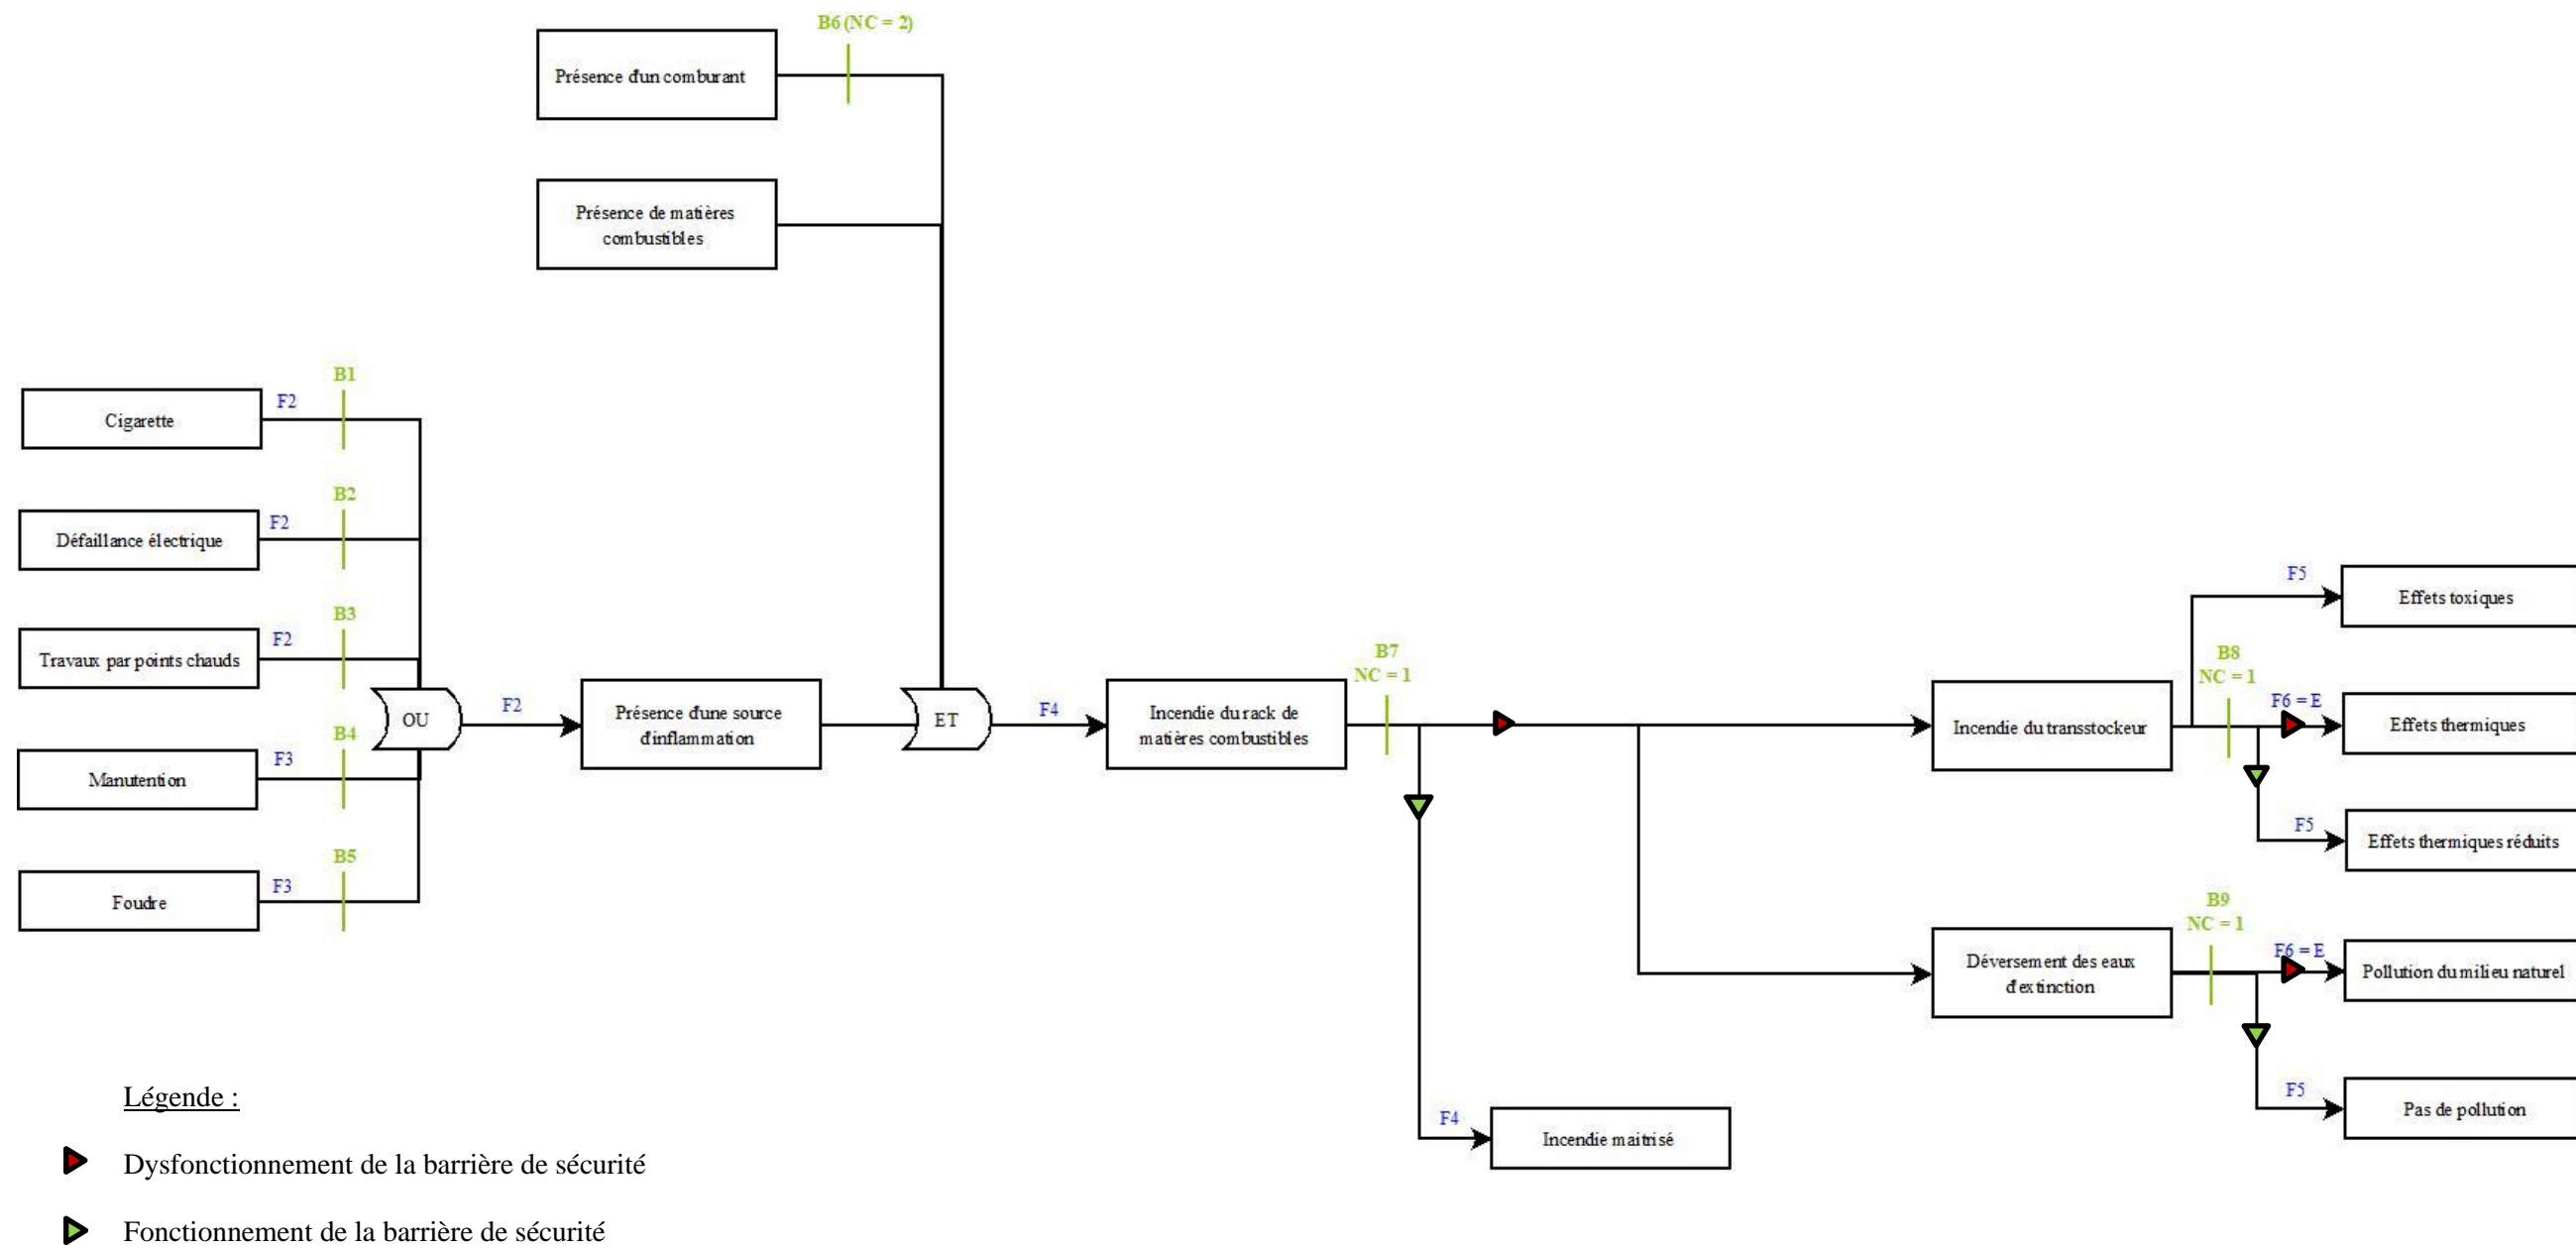 B6 (NC = 2)
Présence d'un comburant
Présence de matières
combustibles
B1
F2
Cigarette
B2
F2
Défaillance électrique
B3
F2
Travaux par points chauds
B4
F3
Manutention
B5
F3
Foudre
OU
F2
Présence d'une source
d'inflammation
ET
F4
Incendie du rack de
matières combustibles
B7
NC = 1
F4
Incendie maitrisé
Incendie du transstockeur
B8
NC = 1
F5
Effets toxiques
F6 = E
Effets thermiques
F5
Effets thermiques réduits
Déversement des eaux
d'extinction
B9
NC = 1
F6 = E
Pollution du milieu naturel
F5
Pas de pollution
Légende :
Dysfonctionnement de la barrière de sécurité
Fonctionnement de la barrière de sécurité